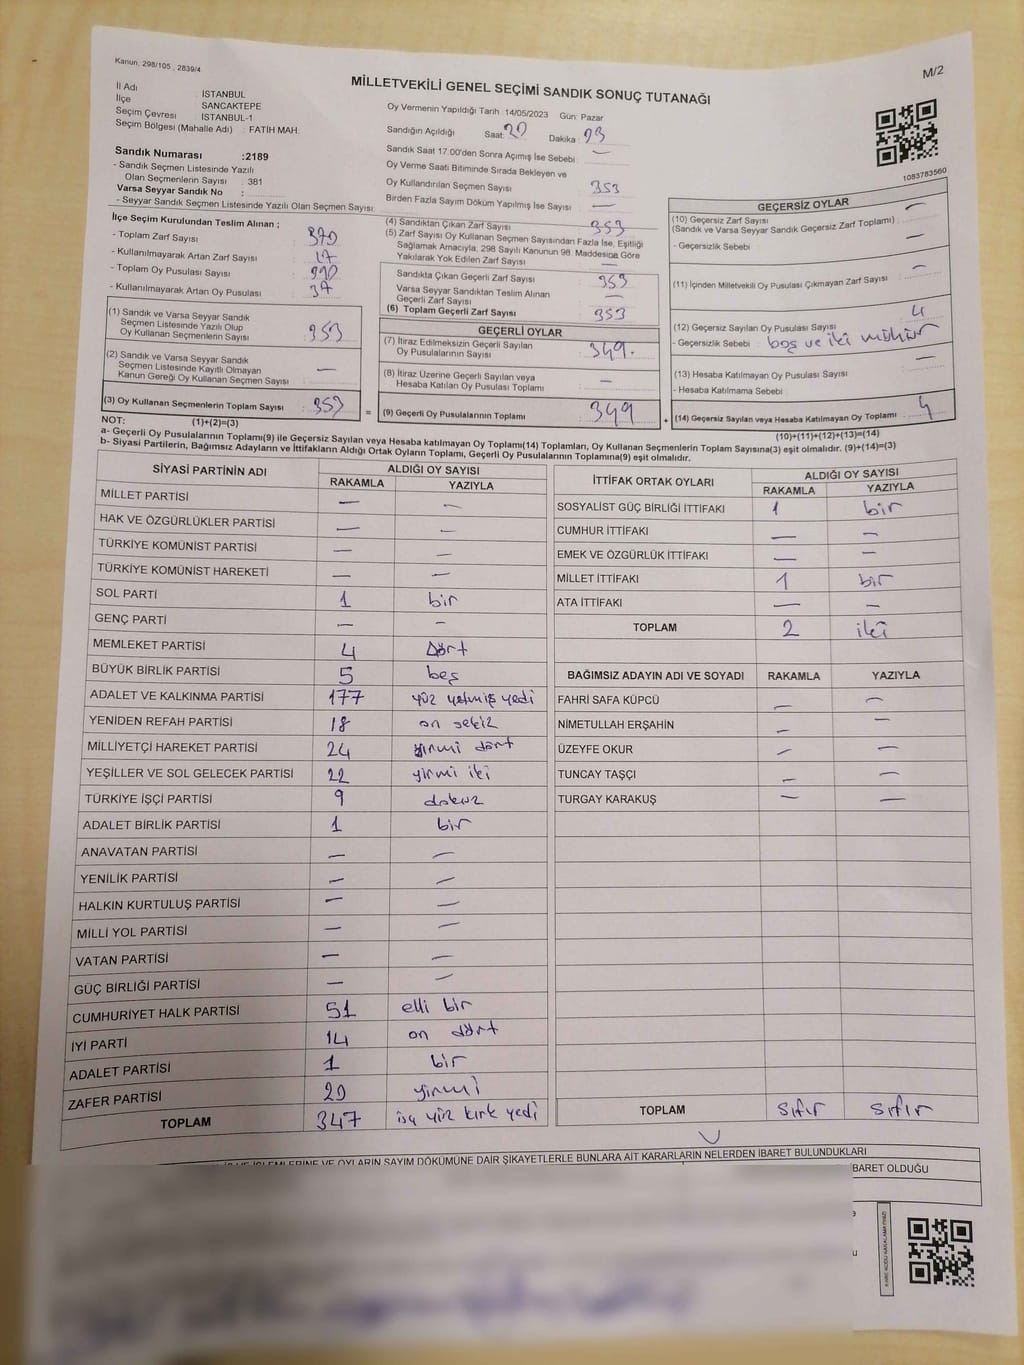 Kanun, 298/105 , 2839/4
M/2
MİLLETVEKİLİ GENEL SEÇİMİ SANDIK SONUÇ TUTANAĞI
İl Adı : İSTANBUL
İlçe SANCAKTEPE
Seçim Çevresi İSTANBUL-1
Seçim Bölgesi (Mahalle Adı) : FATİH MAH.
Sandık Numarası :2189
- Sandık Seçmen Listesinde Yazılı
Olan Seçmenlerin Sayısı : 381
Varsa Seyyar Sandık No :
- Seyyar Sandık Seçmen Listesinde Yazılı Olan Seçmen Sayısı:
Oy Vermenin Yapıldığı Tarih 14/05/2023 Gün: Pazar
Sandığın Açıldığı Saat: Dakika:
Sandık Saat 17:00'den Sonra Açılmış İse Sebebi : —
Oy Verme Saati Bitiminde Sırada Bekleyen ve
Oy Kullandırılan Seçmen Sayısı : 353
Birden Fazla Sayım Döküm Yapılmış İse Sayısı : —
1083783560
İlçe Seçim Kurulundan Teslim Alınan ;
- Toplam Zarf Sayısı : 370
- Kullanılmayarak Artan Zarf Sayısı : 17
- Toplam Oy Pusulası Sayısı :
- Kullanılmayarak Artan Oy Pusulası : 37
(1) Sandık ve Varsa Seyyar Sandık
Seçmen Listesinde Yazılı Olup
Oy Kullanan Seçmenlerin Sayısı : 353
(2) Sandık ve Varsa Seyyar Sandık
Seçmen Listesinde Kayıtlı Olmayan
Kanun Gereği Oy Kullanan Seçmen Sayısı : —
(3) Oy Kullanan Seçmenlerin Toplam Sayısı : 353
(4) Sandıktan Çıkan Zarf Sayısı : 353
(5) Zarf Sayısı Oy Kullanan Seçmen Sayısından Fazla İse, Eşitliği
Sağlamak Amacıyla, 298 Sayılı Kanunun 98. Maddesine Göre
Yakılarak Yok Edilen Zarf Sayısı : —
Sandıkta Çıkan Geçerli Zarf Sayısı : 353
Varsa Seyyar Sandıktan Teslim Alınan
Geçerli Zarf Sayısı : —
(6) Toplam Geçerli Zarf Sayısı : 353
GEÇERLİ OYLAR
(7) İtiraz Edilmeksizin Geçerli Sayılan
Oy Pusulalarının Sayısı : 349.
(8) İtiraz Üzerine Geçerli Sayılan veya
Hesaba Katılan Oy Pusulası Toplamı : —
= (9) Geçerli Oy Pusulalarının Toplamı : 349
GEÇERSİZ OYLAR
(10) Geçersiz Zarf Sayısı : —
(Sandık ve Varsa Seyyar Sandık Geçersiz Zarf Toplamı)
- Geçersizlik Sebebi : —
(11) İçinden Milletvekili Oy Pusulası Çıkmayan Zarf Sayısı : —
(12) Geçersiz Sayılan Oy Pusulası Sayısı : 4
- Geçersizlik Sebebi : boş ve iki mühür
(13) Hesaba Katılmayan Oy Pusulası Sayısı : —
- Hesaba Katılmama Sebebi :
+ (14) Geçersiz Sayılan veya Hesaba Katılmayan Oy Toplamı : 4
NOT: (1)+(2)=(3)
(10)+(11)+(12)+(13)=(14)
a- Geçerli Oy Pusulalarının Toplamı(9) ile Geçersiz Sayılan veya Hesaba katılmayan Oy Toplamı(14) Toplamları, Oy Kullanan Seçmenlerin Toplam Sayısına(3) eşit olmalıdır. (9)+(14)=(3)
b- Siyasi Partilerin, Bağımsız Adayların ve İttifakların Aldığı Ortak Oyların Toplamı, Geçerli Oy Pusulalarının Toplamına(9) eşit olmalıdır.
SİYASİ PARTİNİN ADI ALDIĞI OY SAYISI
RAKAMLA YAZIYLA
MİLLET PARTİSİ — —
HAK VE ÖZGÜRLÜKLER PARTİSİ — —
TÜRKİYE KOMÜNİST PARTİSİ — —
TÜRKİYE KOMÜNİST HAREKETİ — —
SOL PARTİ 1 bir
GENÇ PARTİ — —
MEMLEKET PARTİSİ 4 Dört
BÜYÜK BİRLİK PARTİSİ 5 beş
ADALET VE KALKINMA PARTİSİ 177 yüz yetmiş yedi
YENİDEN REFAH PARTİSİ 18 on sekiz
MİLLİYETÇİ HAREKET PARTİSİ 24 yirmi dört
YEŞİLLER VE SOL GELECEK PARTİSİ 22 yirmi iki
TÜRKİYE İŞÇİ PARTİSİ 9 dokuz
ADALET BİRLİK PARTİSİ 1 bir
ANAVATAN PARTİSİ — —
YENİLİK PARTİSİ — —
HALKIN KURTULUŞ PARTİSİ — —
MİLLİ YOL PARTİSİ — —
VATAN PARTİSİ — —
GÜÇ BİRLİĞİ PARTİSİ — —
CUMHURİYET HALK PARTİSİ 51 elli bir
İYİ PARTİ 14 on dört
ADALET PARTİSİ 1 bir
ZAFER PARTİSİ 20 yirmi
TOPLAM 347 üç yüz kırk yedi
İTTİFAK ORTAK OYLARI ALDIĞI OY SAYISI
RAKAMLA YAZIYLA
SOSYALİST GÜÇ BİRLİĞİ İTTİFAKI 1 bir
CUMHUR İTTİFAKI — —
EMEK VE ÖZGÜRLÜK İTTİFAKI — —
MİLLET İTTİFAKI 1 bir
ATA İTTİFAKI — —
TOPLAM 2 iki
BAĞIMSIZ ADAYIN ADI VE SOYADI RAKAMLA YAZIYLA
FAHRİ SAFA KÜPCÜ — —
NİMETULLAH ERŞAHİN — —
ÜZEYFE OKUR — —
TUNCAY TAŞÇI — —
TURGAY KARAKUŞ — —
TOPLAM sıfır sıfır
VE İŞLEMLERİNE VE OYLARIN SAYIM DÖKÜMÜNE DAİR ŞİKAYETLERLE BUNLARA AİT KARARLARIN NELERDEN İBARET BULUNDUKLARI
BARET OLDUĞU